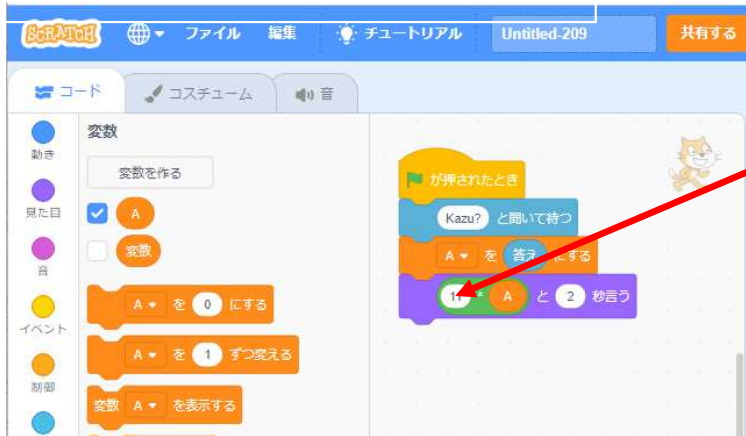 SCRATCH ファイル 編集 チュートリアル Untitled-209 共有する
コード コスチューム 音
動き
見た目
音
イベント
制御
変数
変数を作る
A
変数
A を 0 にする
A を 1 ずつ変える
変数 A を表示する
が押されたとき
Kazu? と聞いて待つ
A を 答え にする
11 * A と 2 秒言う